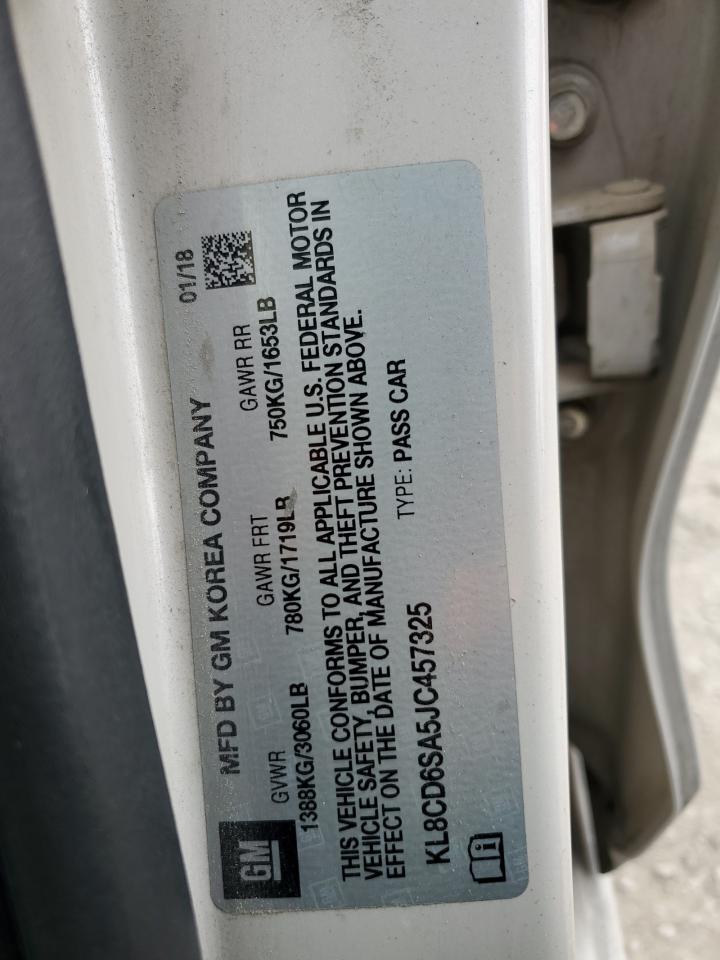 MFD BY GM KOREA COMPANY 01/18
GVWR GAWR FRT GAWR RR
1388KG/3060LB 780KG/1719LB 750KG/1653LB
THIS VEHICLE CONFORMS TO ALL APPLICABLE U.S. FEDERAL MOTOR
VEHICLE SAFETY, BUMPER, AND THEFT PREVENTION STANDARDS IN
EFFECT ON THE DATE OF MANUFACTURE SHOWN ABOVE.
KL8CD6SA5JC457325 TYPE: PASS CAR
GM